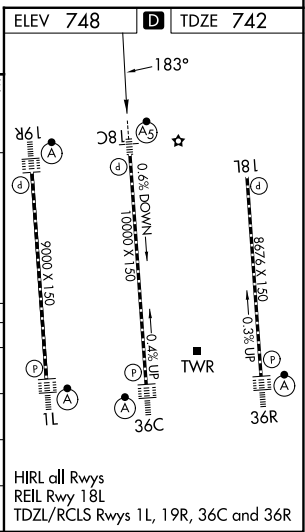 ELEV 748 D TDZE 742
183°
19R
A
18C
A5
18L
P
P
P
0.6% DOWN
9000 X 150
10000 X 150
8676 X 150
0.4% UP
0.3% UP
TWR
P
P
P
1L
A
A
36C
A
36R
HIRL all Rwys
REIL Rwy 18L
TDZL/RCLS Rwys 1L, 19R, 36C and 36R